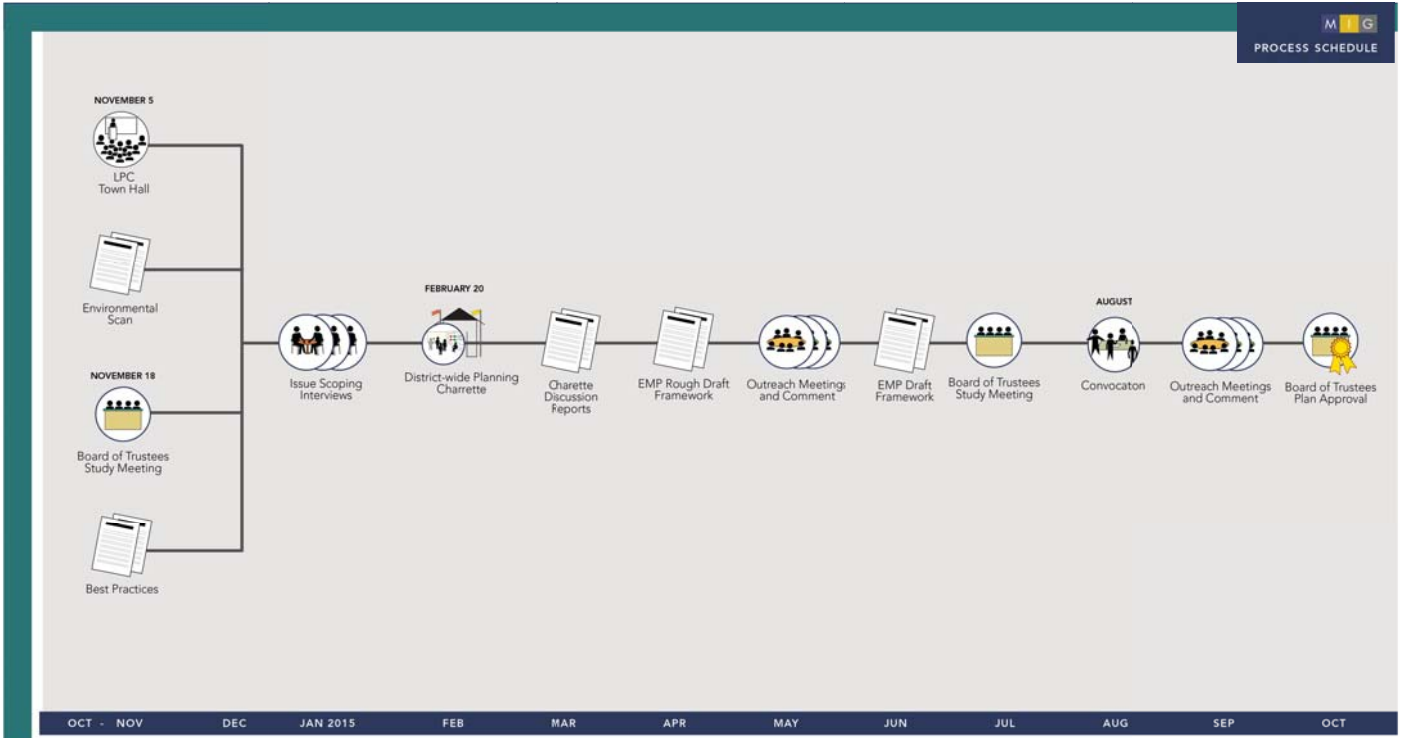 MIG
PROCESS SCHEDULE
NOVEMBER 5
LPC
Town Hall
Environmental
Scan
NOVEMBER 18
Board of Trustees
Study Meeting
Best Practices
Issue Scoping
Interviews
FEBRUARY 20
District-wide Planning
Charrette
Charette
Discussion
Reports
EMP Rough Draft
Framework
Outreach Meetings
and Comment
EMP Draft
Framework
Board of Trustees
Study Meeting
AUGUST
Convocaton
Outreach Meetings
and Comment
Board of Trustees
Plan Approval
OCT - NOV DEC JAN 2015 FEB MAR APR MAY JUN JUL AUG SEP OCT